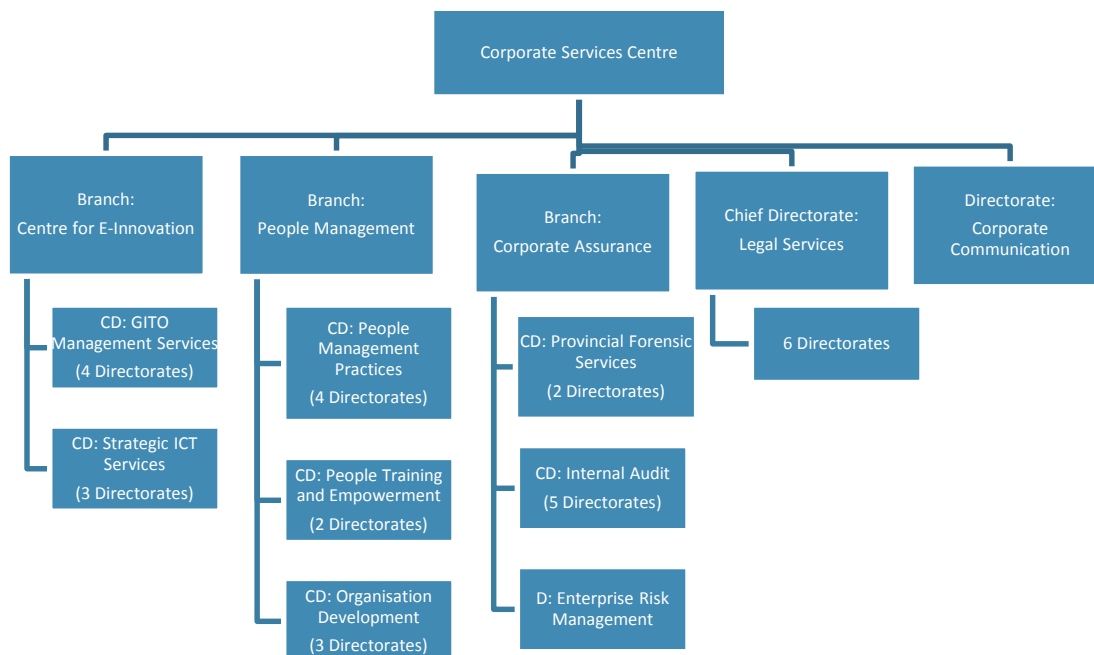 Corporate Services Centre
Branch:
Centre for E-Innovation
Branch:
People Management
Branch:
Corporate Assurance
Chief Directorate:
Legal Services
Directorate:
Corporate
Communication
CD: GITO
Management Services
(4 Directorates)
CD: Strategic ICT
Services
(3 Directorates)
CD: People
Management
Practices
(4 Directorates)
CD: People Training
and Empowerment
(2 Directorates)
CD: Organisation
Development
(3 Directorates)
CD: Provincial Forensic
Services
(2 Directorates)
CD: Internal Audit
(5 Directorates)
D: Enterprise Risk
Management
6 Directorates